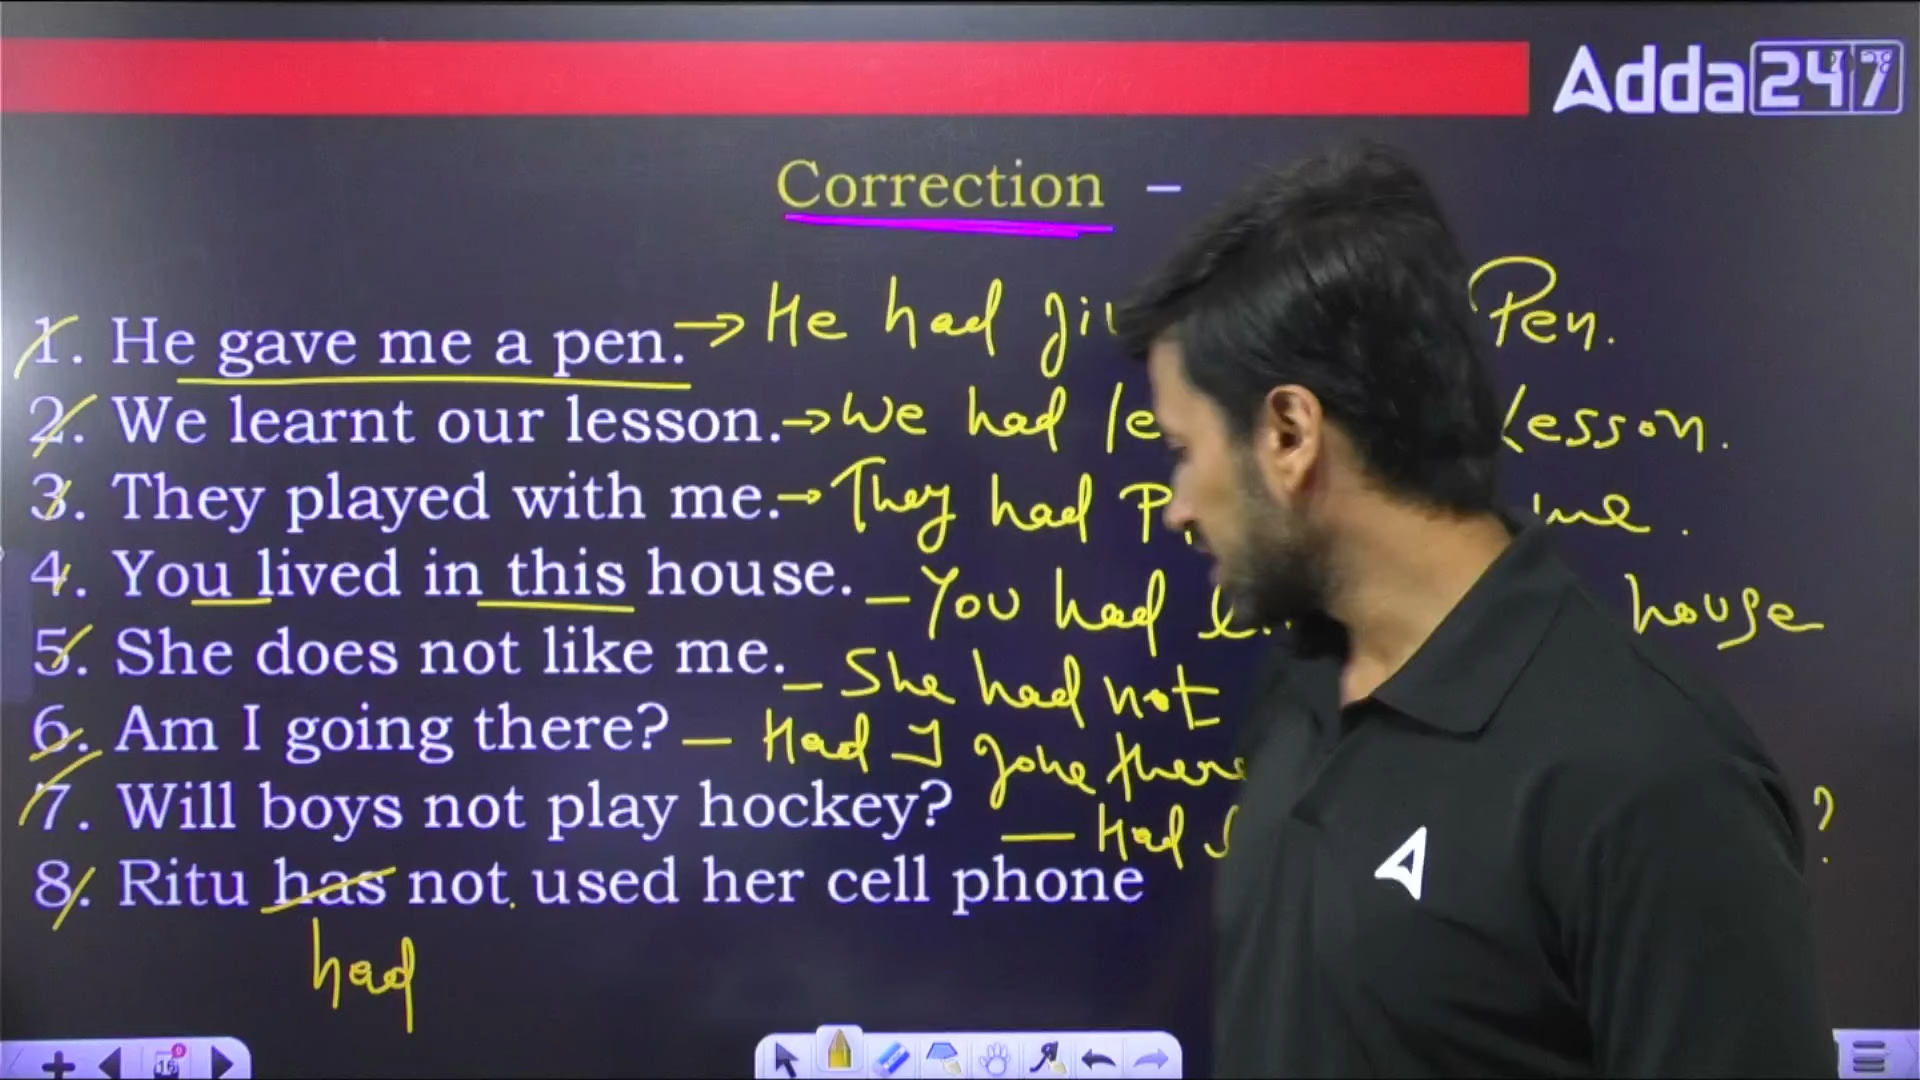 Adda247
Correction –
1. He gave me a pen. → He had Pen.
2. We learnt our lesson. → We had lesson.
3. They played with me. → They had me.
4. You lived in this house. – You had house
5. She does not like me. – She had not
6. Am I going there? – Had I gone there
7. Will boys not play hockey? – Had ?
8. Ritu has not used her cell phone
had